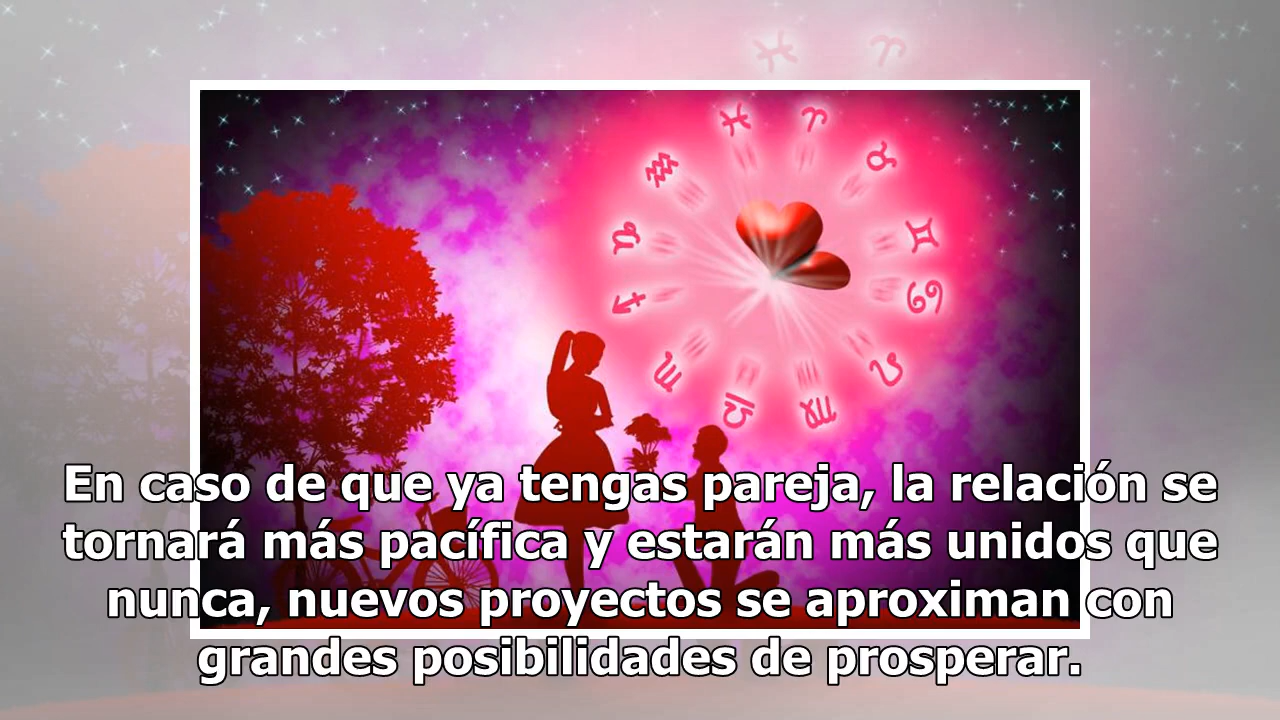 En caso de que ya tengas pareja, la relación se
tornará más pacífica y estarán más unidos que
nunca, nuevos proyectos se aproximan con
grandes posibilidades de prosperar.